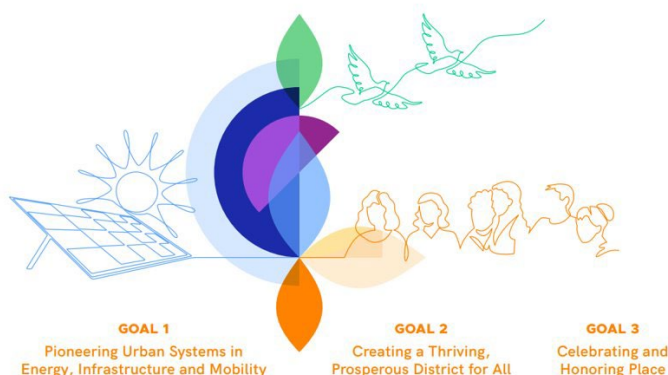 GOAL 1
Pioneering Urban Systems in
Energy, Infrastructure and Mobility
GOAL 2
Creating a Thriving,
Prosperous District for All
GOAL 3
Celebrating and
Honoring Place